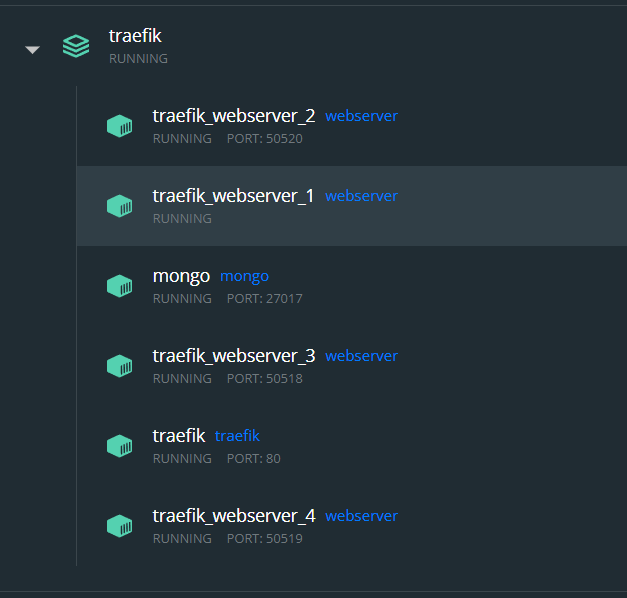 traefik
RUNNING
traefik_webserver_2 webserver
RUNNING PORT: 50520
traefik_webserver_1 webserver
RUNNING
mongo mongo
RUNNING PORT: 27017
traefik_webserver_3 webserver
RUNNING PORT: 50518
traefik traefik
RUNNING PORT: 80
traefik_webserver_4 webserver
RUNNING PORT: 50519